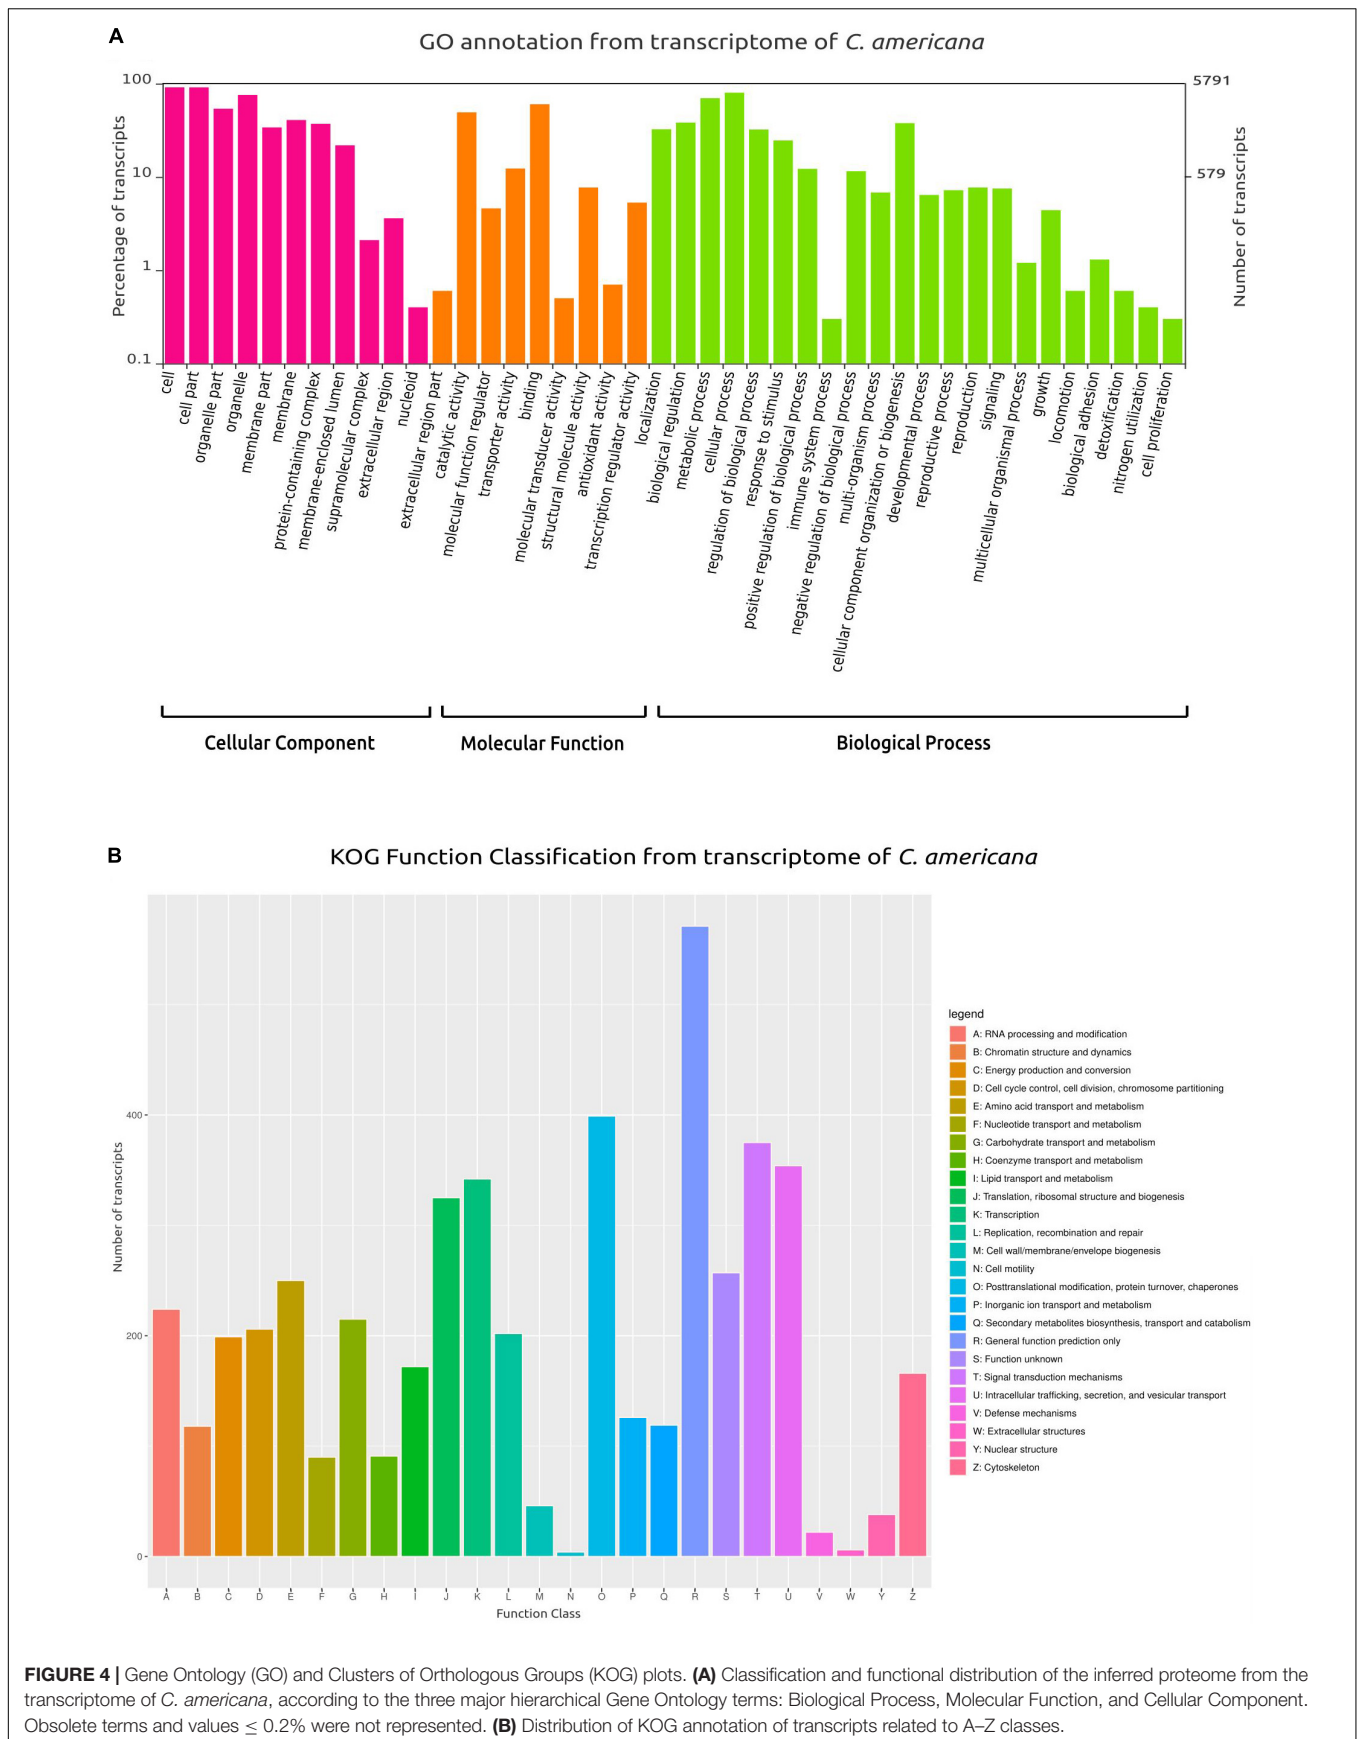 A
GO annotation from transcriptome of C. americana
Percentage of transcripts
100
10
1
0.1
5791
579
Number of transcripts
cell
cell part
organelle part
organelle
membrane part
membrane
protein-containing complex
membrane-enclosed lumen
supramolecular complex
extracellular region
nucleoid
extracellular region part
catalytic activity
molecular function regulator
transporter activity
binding
molecular transducer activity
structural molecule activity
antioxidant activity
transcription regulator activity
localization
biological regulation
metabolic process
cellular process
regulation of biological process
response to stimulus
positive regulation of biological process
immune system process
negative regulation of biological process
multi-organism process
cellular component organization or biogenesis
developmental process
reproductive process
reproduction
signaling
multicellular organismal process
growth
locomotion
biological adhesion
detoxification
nitrogen utilization
cell proliferation
Cellular Component
Molecular Function
Biological Process
B
KOG Function Classification from transcriptome of C. americana
Number of transcripts
400
200
0
A B C D E F G H I J K L M N O P Q R S T U V W Y Z
Function Class
legend
A: RNA processing and modification
B: Chromatin structure and dynamics
C: Energy production and conversion
D: Cell cycle control, cell division, chromosome partitioning
E: Amino acid transport and metabolism
F: Nucleotide transport and metabolism
G: Carbohydrate transport and metabolism
H: Coenzyme transport and metabolism
I: Lipid transport and metabolism
J: Translation, ribosomal structure and biogenesis
K: Transcription
L: Replication, recombination and repair
M: Cell wall/membrane/envelope biogenesis
N: Cell motility
O: Posttranslational modification, protein turnover, chaperones
P: Inorganic ion transport and metabolism
Q: Secondary metabolites biosynthesis, transport and catabolism
R: General function prediction only
S: Function unknown
T: Signal transduction mechanisms
U: Intracellular trafficking, secretion, and vesicular transport
V: Defense mechanisms
W: Extracellular structures
Y: Nuclear structure
Z: Cytoskeleton
FIGURE 4 | Gene Ontology (GO) and Clusters of Orthologous Groups (KOG) plots. (A) Classification and functional distribution of the inferred proteome from the
transcriptome of C. americana, according to the three major hierarchical Gene Ontology terms: Biological Process, Molecular Function, and Cellular Component.
Obsolete terms and values ≤ 0.2% were not represented. (B) Distribution of KOG annotation of transcripts related to A–Z classes.